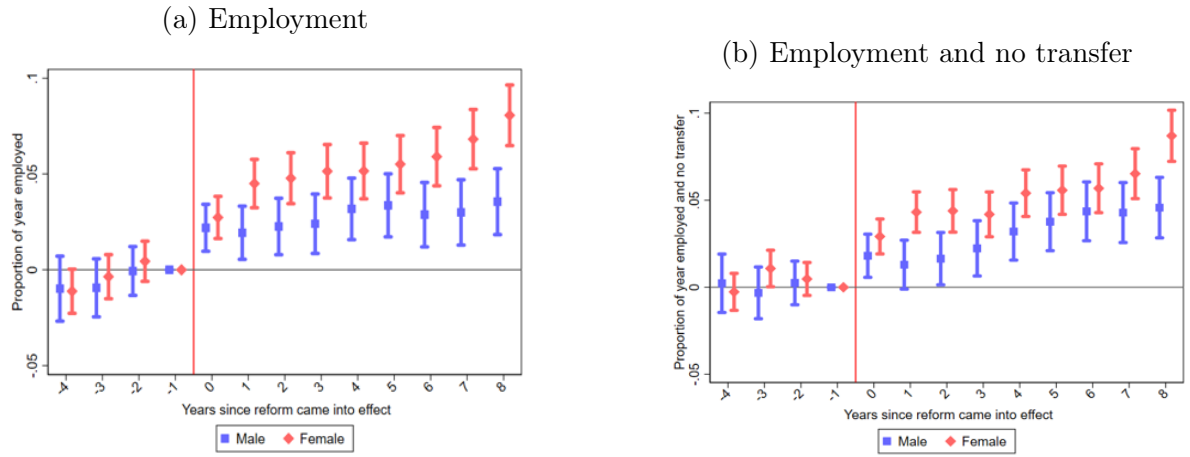 (a) Employment
Proportion of year employed
.1
.05
0
-.05
-4 -3 -2 -1 0 1 2 3 4 5 6 7 8
Years since reform came into effect
Male Female
(b) Employment and no transfer
Proportion of year employed and no transfer
.1
.05
0
-.05
-4 -3 -2 -1 0 1 2 3 4 5 6 7 8
Years since reform came into effect
Male Female